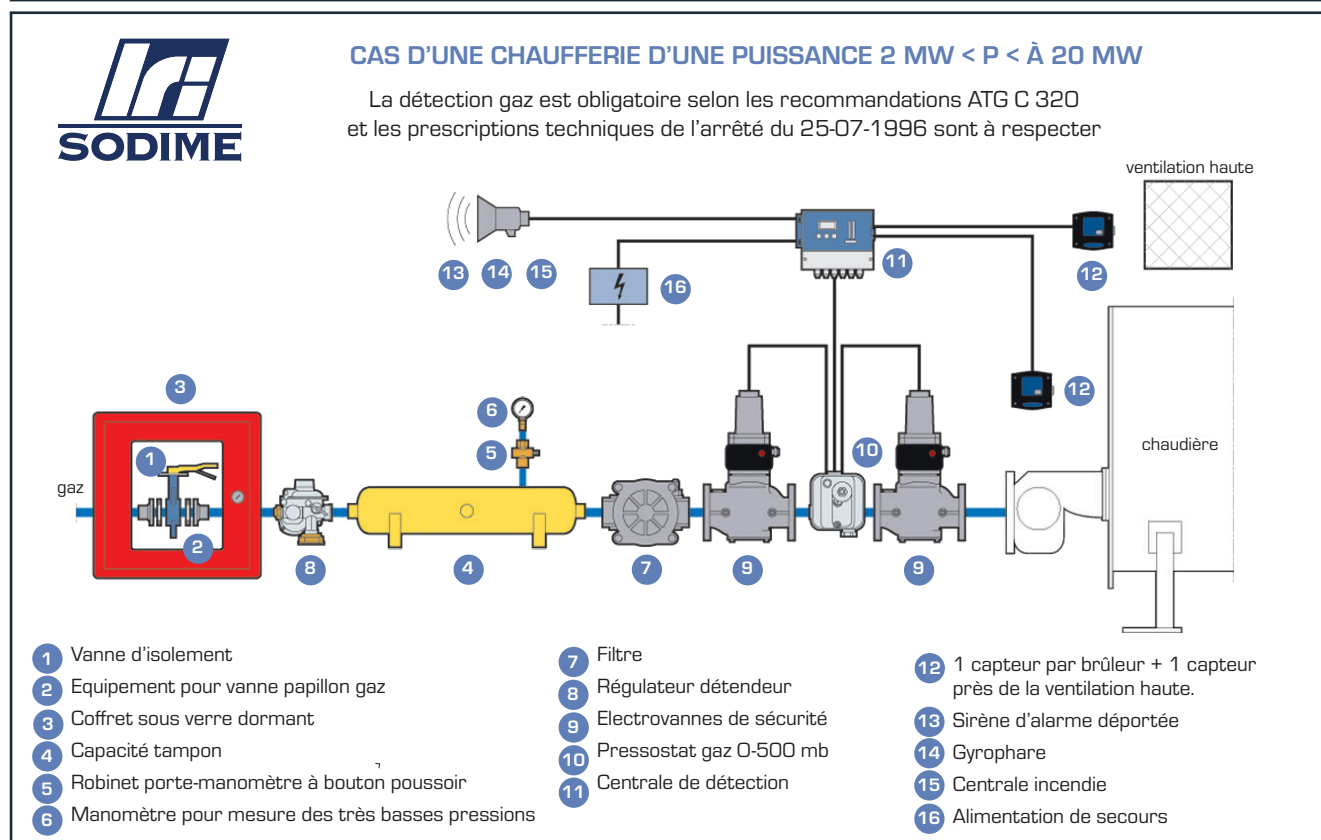 SODIME
CAS D'UNE CHAUFFERIE D'UNE PUISSANCE 2 MW < P < À 20 MW
La détection gaz est obligatoire selon les recommandations ATG C 320
et les prescriptions techniques de l'arrêté du 25-07-1996 sont à respecter
ventilation haute
13 14 15
16
11
12
12
3
6
5
10
1
gaz
chaudière
2
8
4
7
9
9
1 Vanne d'isolement
2 Equipement pour vanne papillon gaz
3 Coffret sous verre dormant
4 Capacité tampon
5 Robinet porte-manomètre à bouton poussoir
6 Manomètre pour mesure des très basses pressions
7 Filtre
8 Régulateur détendeur
9 Electrovannes de sécurité
10 Pressostat gaz 0-500 mb
11 Centrale de détection
12 1 capteur par brûleur + 1 capteur
près de la ventilation haute.
13 Sirène d'alarme déportée
14 Gyrophare
15 Centrale incendie
16 Alimentation de secours